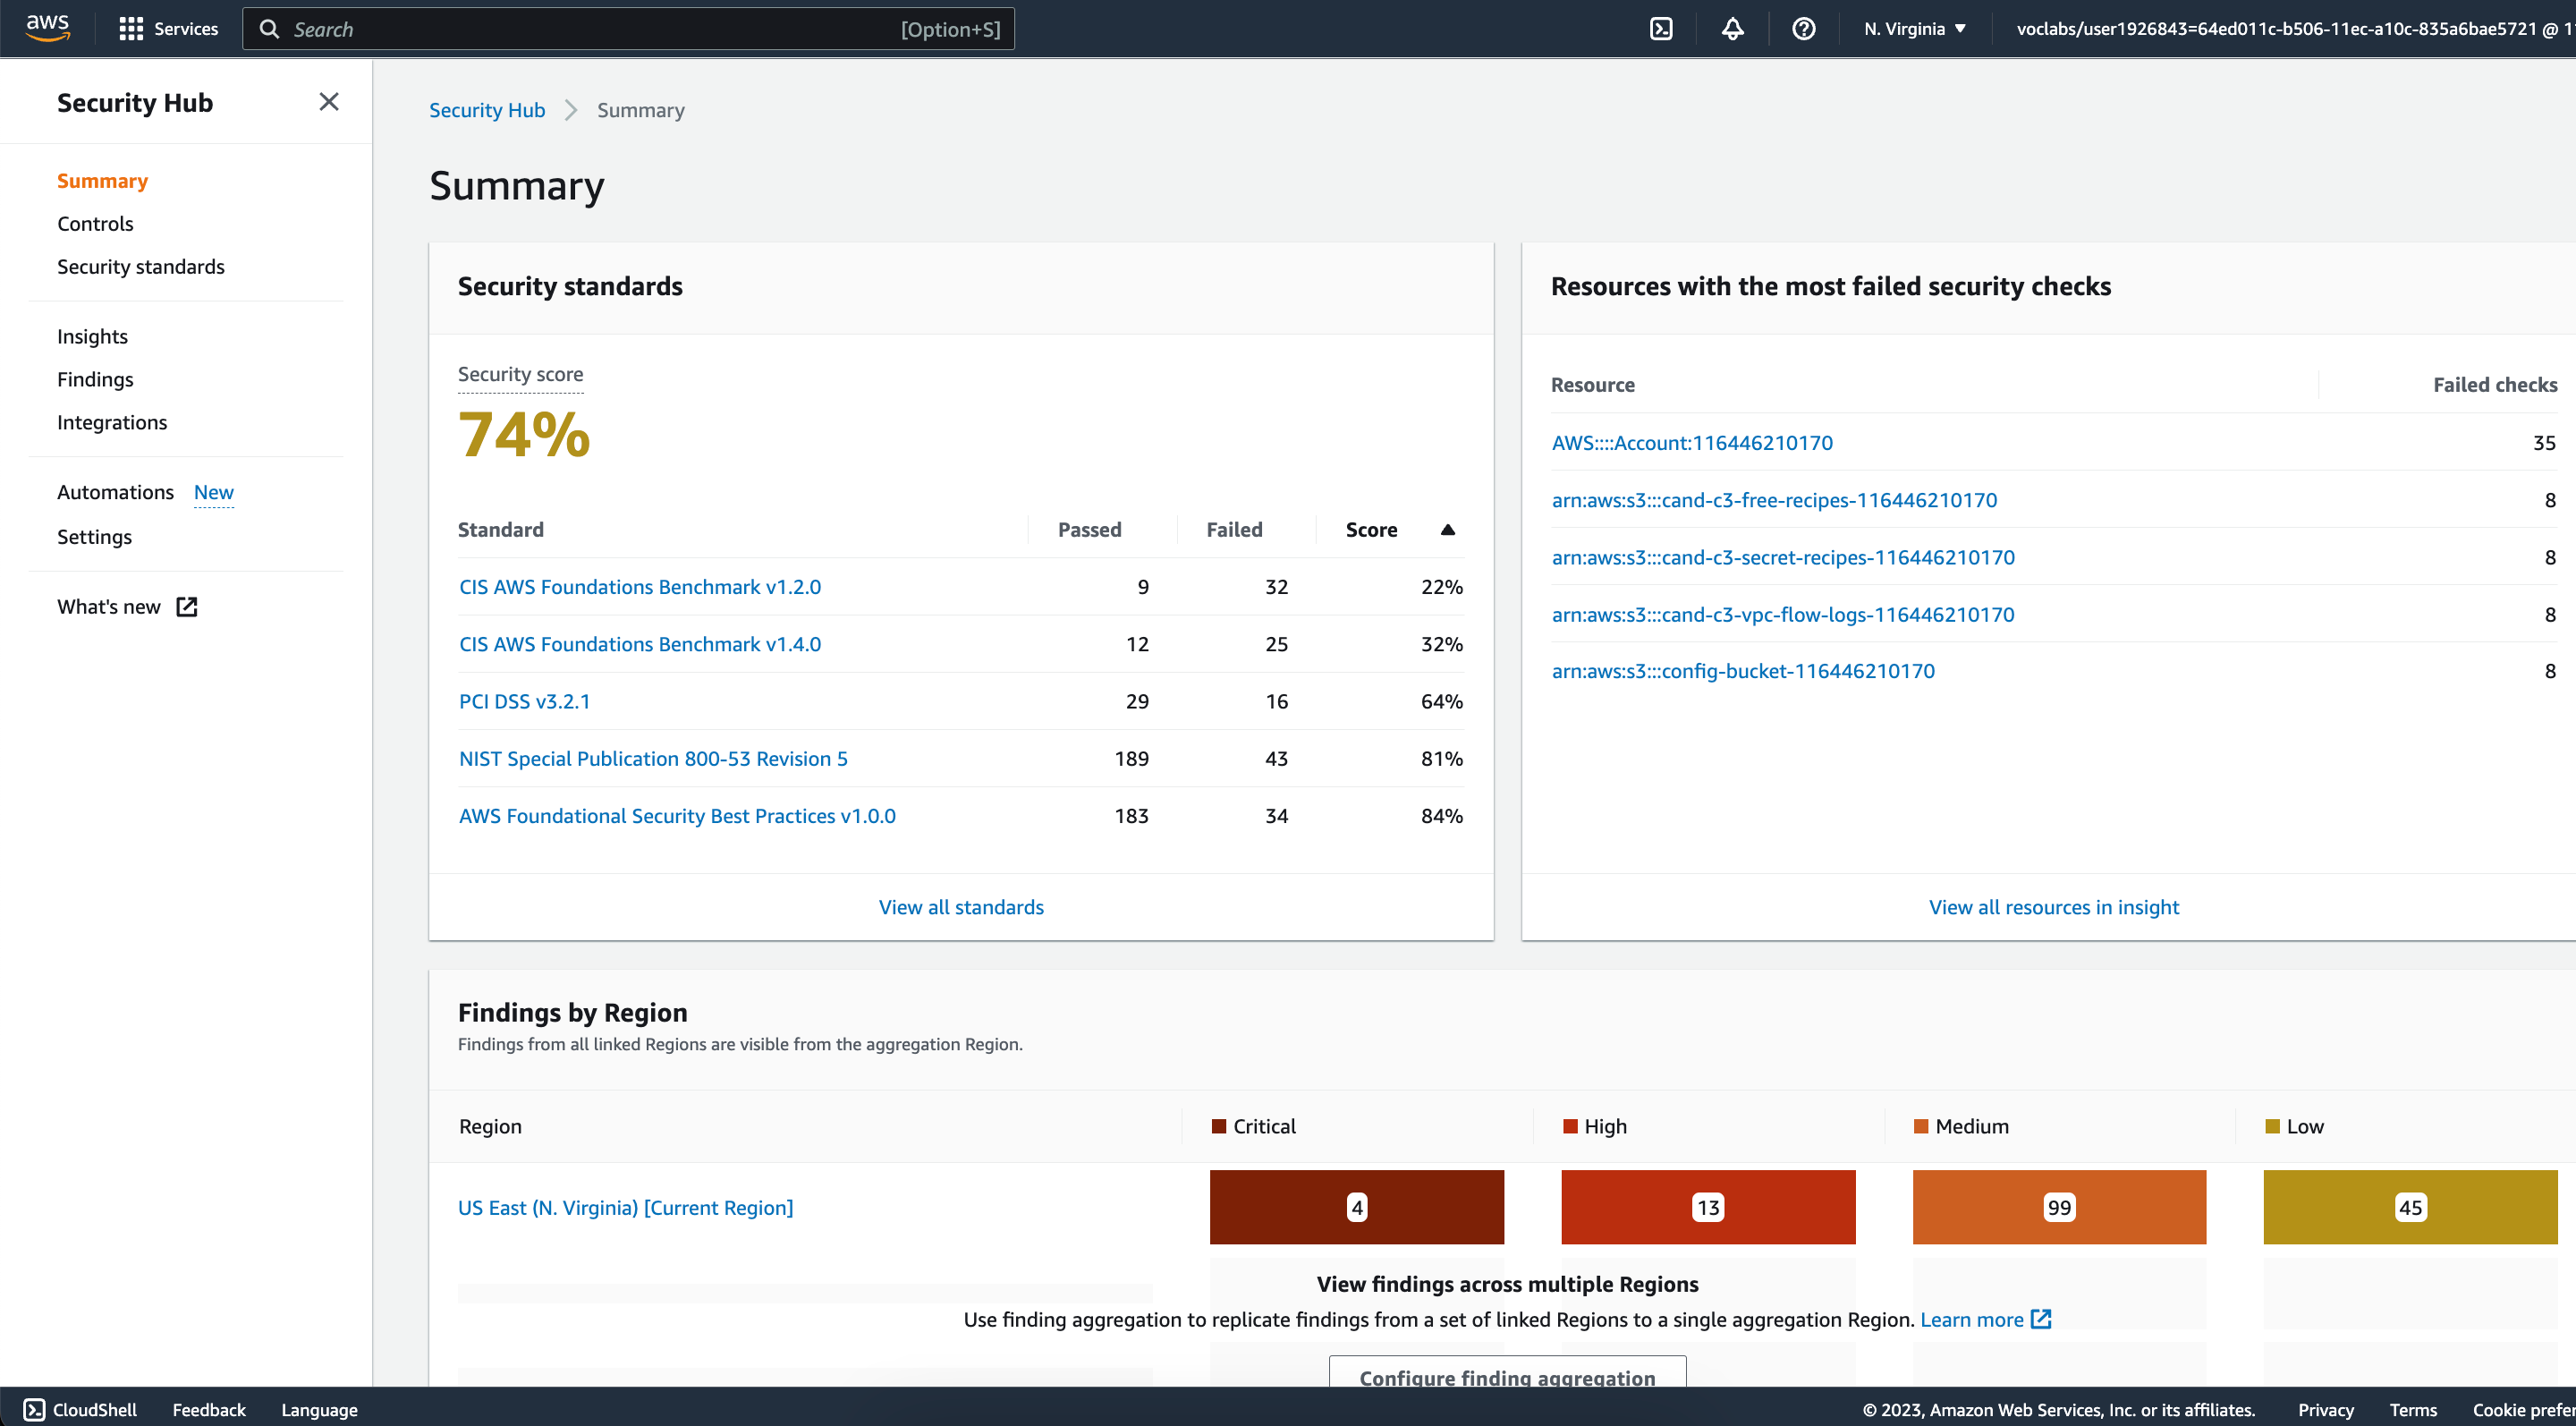 aws
Services
Search
[Option+S]
N. Virginia
voclabs/user1926843=64ed011c-b506-11ec-a10c-835a6bae5721 @ 1
Security Hub
Summary
Controls
Security standards
Insights
Findings
Integrations
Automations New
Settings
What's new
Security Hub Summary
Summary
Security standards
Security score
74%
Standard Passed Failed Score
CIS AWS Foundations Benchmark v1.2.0 9 32 22%
CIS AWS Foundations Benchmark v1.4.0 12 25 32%
PCI DSS v3.2.1 29 16 64%
NIST Special Publication 800-53 Revision 5 189 43 81%
AWS Foundational Security Best Practices v1.0.0 183 34 84%
View all standards
Resources with the most failed security checks
Resource Failed checks
AWS::::Account:116446210170 35
arn:aws:s3:::cand-c3-free-recipes-116446210170 8
arn:aws:s3:::cand-c3-secret-recipes-116446210170 8
arn:aws:s3:::cand-c3-vpc-flow-logs-116446210170 8
arn:aws:s3:::config-bucket-116446210170 8
View all resources in insight
Findings by Region
Findings from all linked Regions are visible from the aggregation Region.
Region Critical High Medium Low
US East (N. Virginia) [Current Region] 4 13 99 45
View findings across multiple Regions
Use finding aggregation to replicate findings from a set of linked Regions to a single aggregation Region. Learn more
Configure finding aggregation
CloudShell Feedback Language
© 2023, Amazon Web Services, Inc. or its affiliates. Privacy Terms Cookie prefer